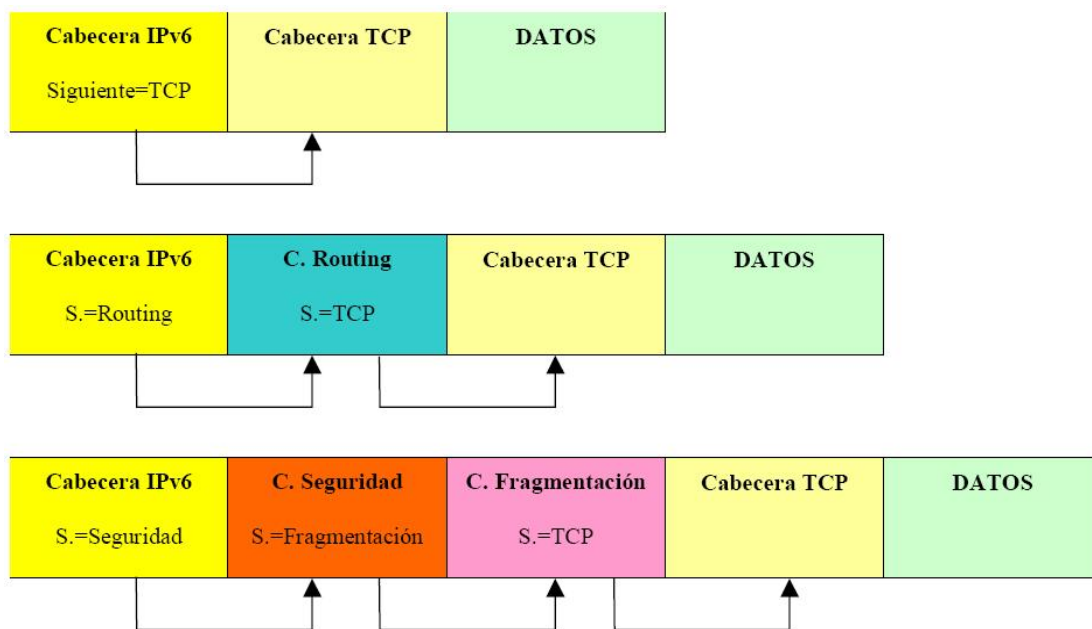 Cabecera IPv6
Siguiente=TCP
Cabecera TCP
DATOS
Cabecera IPv6
S.=Routing
C. Routing
S.=TCP
Cabecera TCP
DATOS
Cabecera IPv6
S.=Seguridad
C. Seguridad
S.=Fragmentación
C. Fragmentación
S.=TCP
Cabecera TCP
DATOS